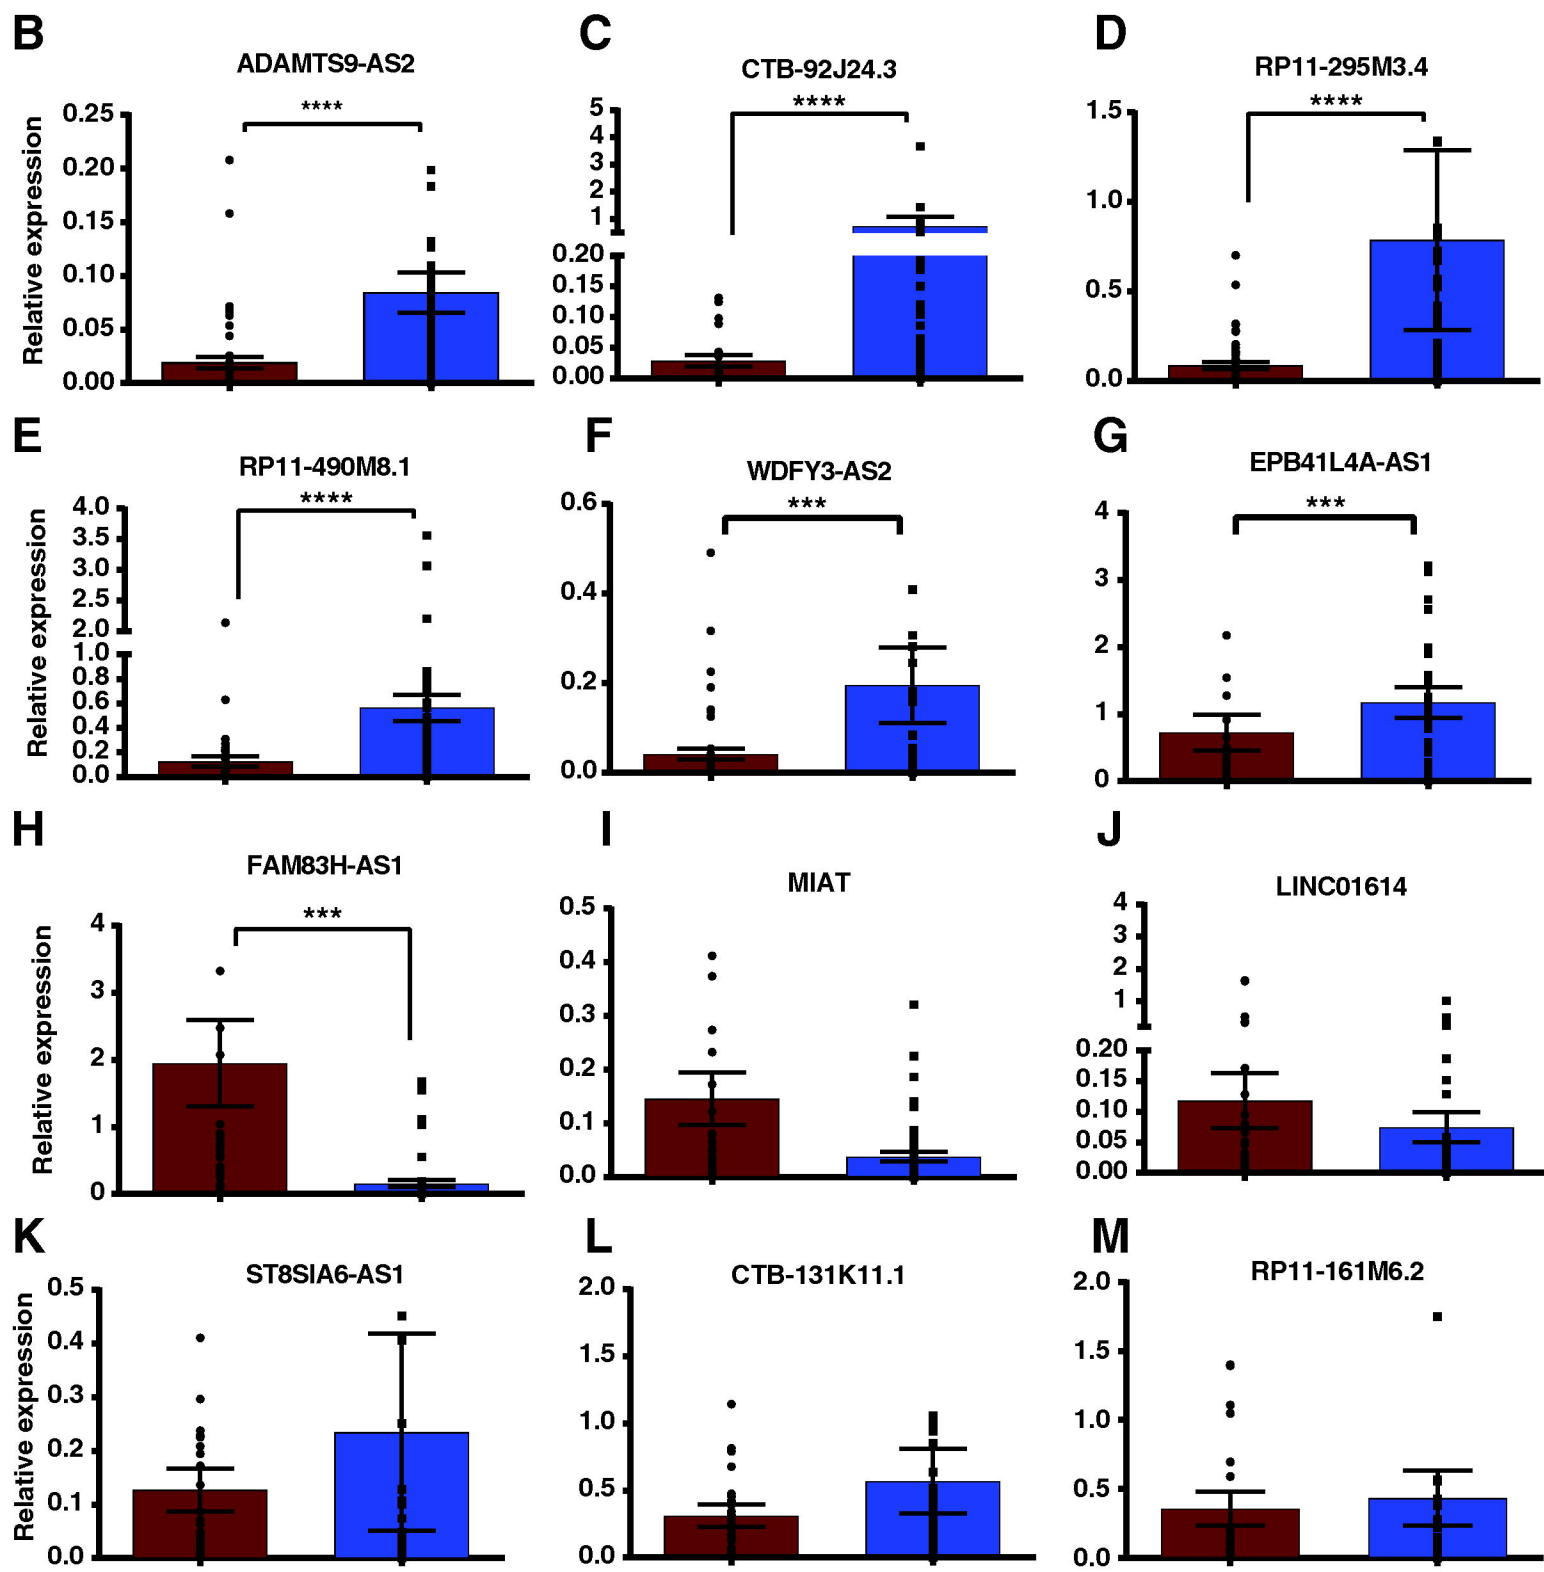 B
ADAMTS9-AS2
****
Relative expression
0.25
0.20
0.15
0.10
0.05
0.00
C
CTB-92J24.3
****
5
4
3
2
1
0.20
0.15
0.10
0.05
0.00
D
RP11-295M3.4
****
1.5
1.0
0.5
0.0
E
RP11-490M8.1
****
Relative expression
4.0
3.5
3.0
2.5
2.0
1.0
0.8
0.6
0.4
0.2
0.0
F
WDFY3-AS2
***
0.6
0.4
0.2
0.0
G
EPB41L4A-AS1
***
4
3
2
1
0
H
FAM83H-AS1
***
Relative expression
4
3
2
1
0
I
MIAT
0.5
0.4
0.3
0.2
0.1
0.0
J
LINC01614
4
3
2
1
0.20
0.15
0.10
0.05
0.00
K
ST8SIA6-AS1
Relative expression
0.5
0.4
0.3
0.2
0.1
0.0
L
CTB-131K11.1
2.0
1.5
1.0
0.5
0.0
M
RP11-161M6.2
2.0
1.5
1.0
0.5
0.0